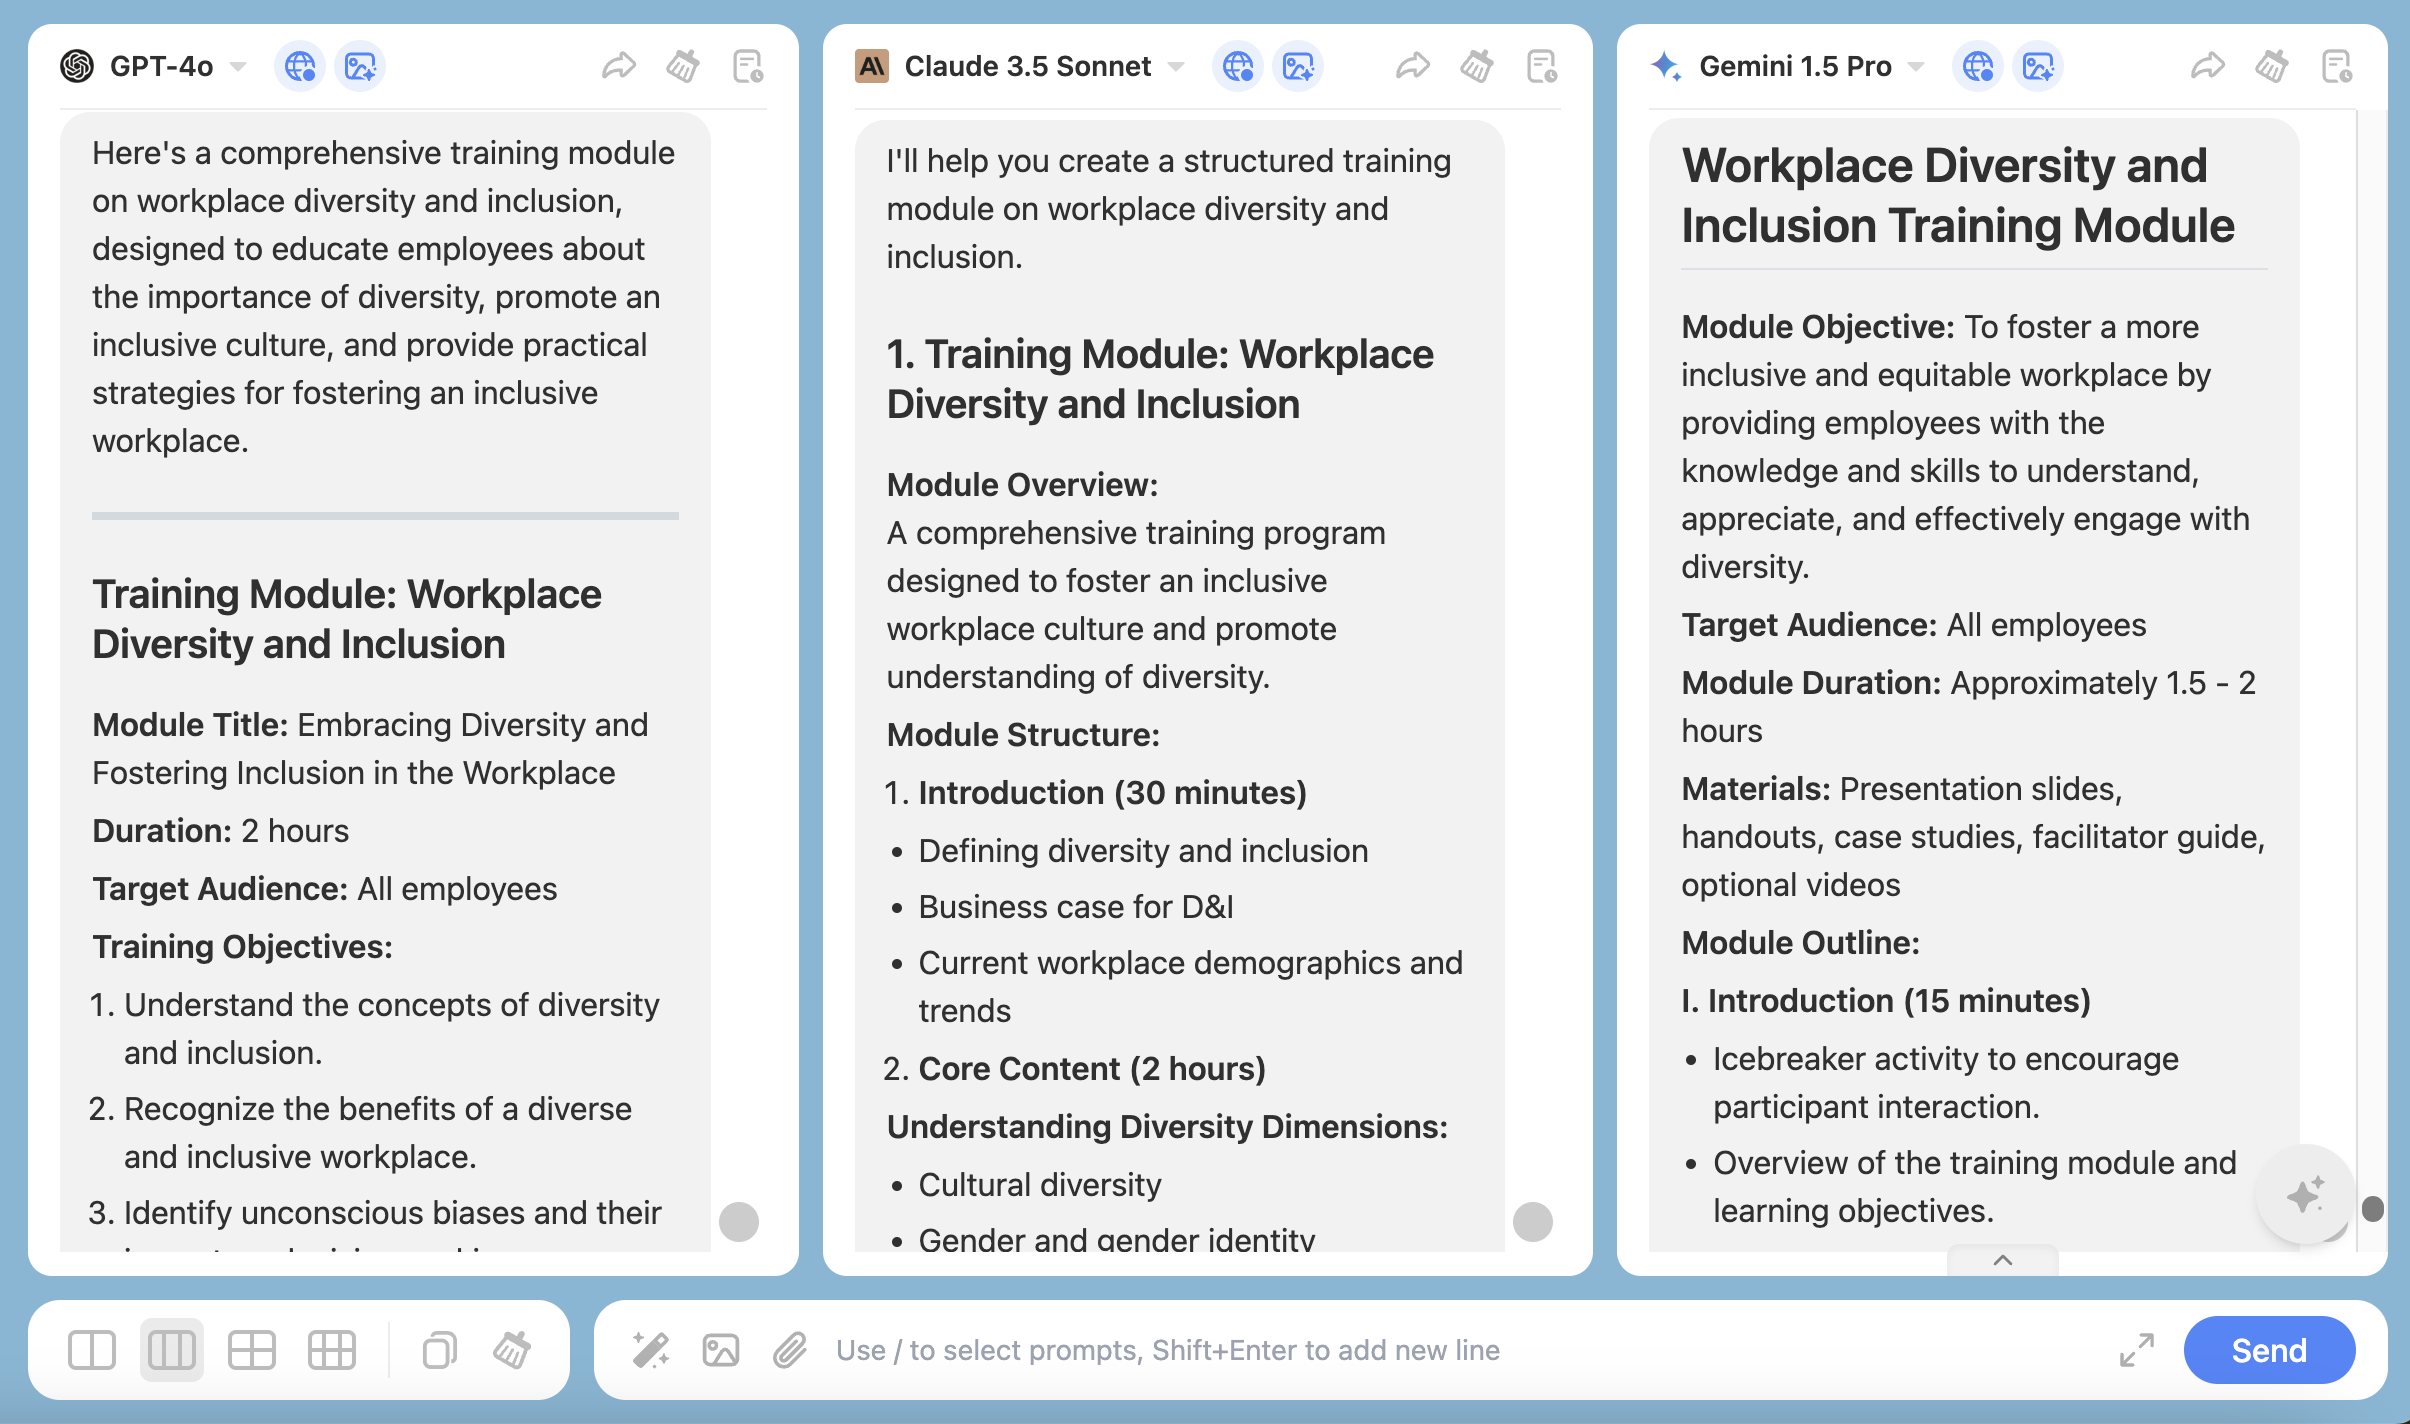 GPT-4o
Here's a comprehensive training module
on workplace diversity and inclusion,
designed to educate employees about
the importance of diversity, promote an
inclusive culture, and provide practical
strategies for fostering an inclusive
workplace.
Training Module: Workplace
Diversity and Inclusion
Module Title: Embracing Diversity and
Fostering Inclusion in the Workplace
Duration: 2 hours
Target Audience: All employees
Training Objectives:
1. Understand the concepts of diversity
and inclusion.
2. Recognize the benefits of a diverse
and inclusive workplace.
3. Identify unconscious biases and their
Claude 3.5 Sonnet
I'll help you create a structured training
module on workplace diversity and
inclusion.
1. Training Module: Workplace
Diversity and Inclusion
Module Overview:
A comprehensive training program
designed to foster an inclusive
workplace culture and promote
understanding of diversity.
Module Structure:
1. Introduction (30 minutes)
• Defining diversity and inclusion
• Business case for D&I
• Current workplace demographics and
trends
2. Core Content (2 hours)
Understanding Diversity Dimensions:
• Cultural diversity
• Gender and gender identity
Gemini 1.5 Pro
Workplace Diversity and
Inclusion Training Module
Module Objective: To foster a more
inclusive and equitable workplace by
providing employees with the
knowledge and skills to understand,
appreciate, and effectively engage with
diversity.
Target Audience: All employees
Module Duration: Approximately 1.5 - 2
hours
Materials: Presentation slides,
handouts, case studies, facilitator guide,
optional videos
Module Outline:
I. Introduction (15 minutes)
• Icebreaker activity to encourage
participant interaction.
• Overview of the training module and
learning objectives.
Use / to select prompts, Shift+Enter to add new line
Send